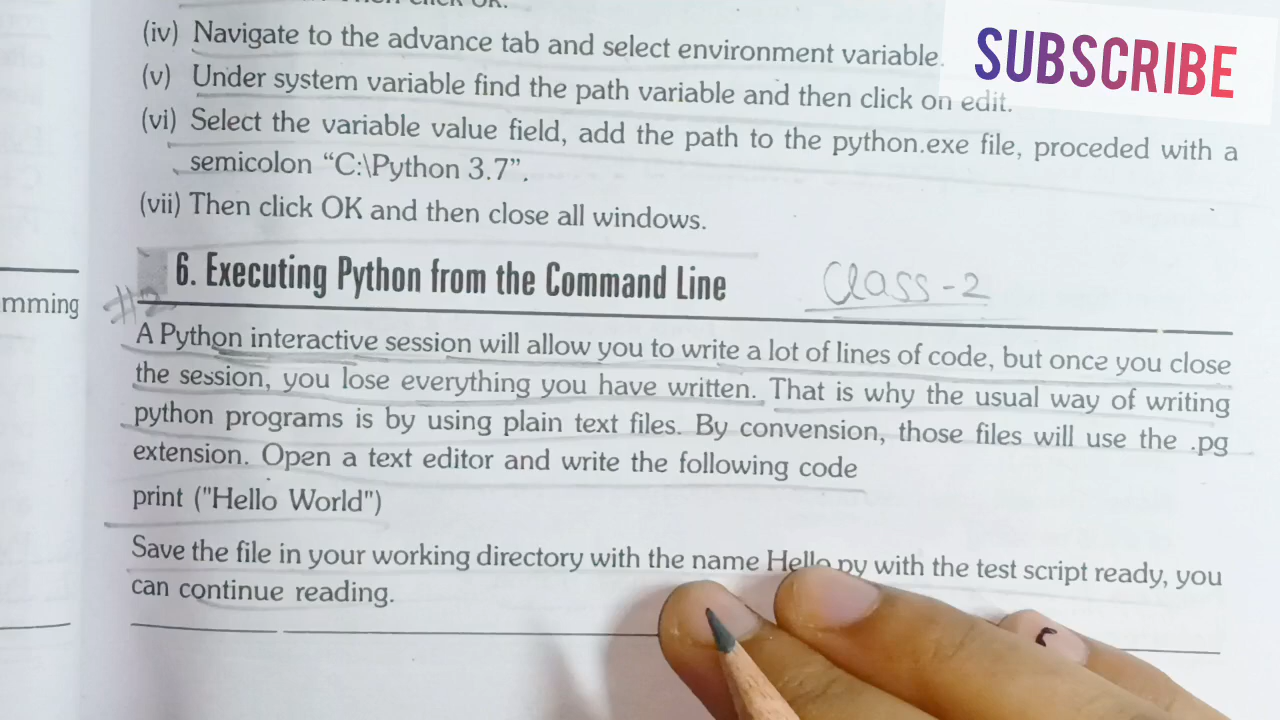 (iv) Navigate to the advance tab and select environment variable.
SUBSCRIBE
(v) Under system variable find the path variable and then click on edit.
(vi) Select the variable value field, add the path to the python.exe file, proceded with a
semicolon “C:\Python 3.7”.
(vii) Then click OK and then close all windows.
6. Executing Python from the Command Line
Class-2
mming
#2
A Python interactive session will allow you to write a lot of lines of code, but once you close
the session, you lose everything you have written. That is why the usual way of writing
python programs is by using plain text files. By convension, those files will use the .pg
extension. Open a text editor and write the following code
print ("Hello World")
Save the file in your working directory with the name Hello py with the test script ready, you
can continue reading.